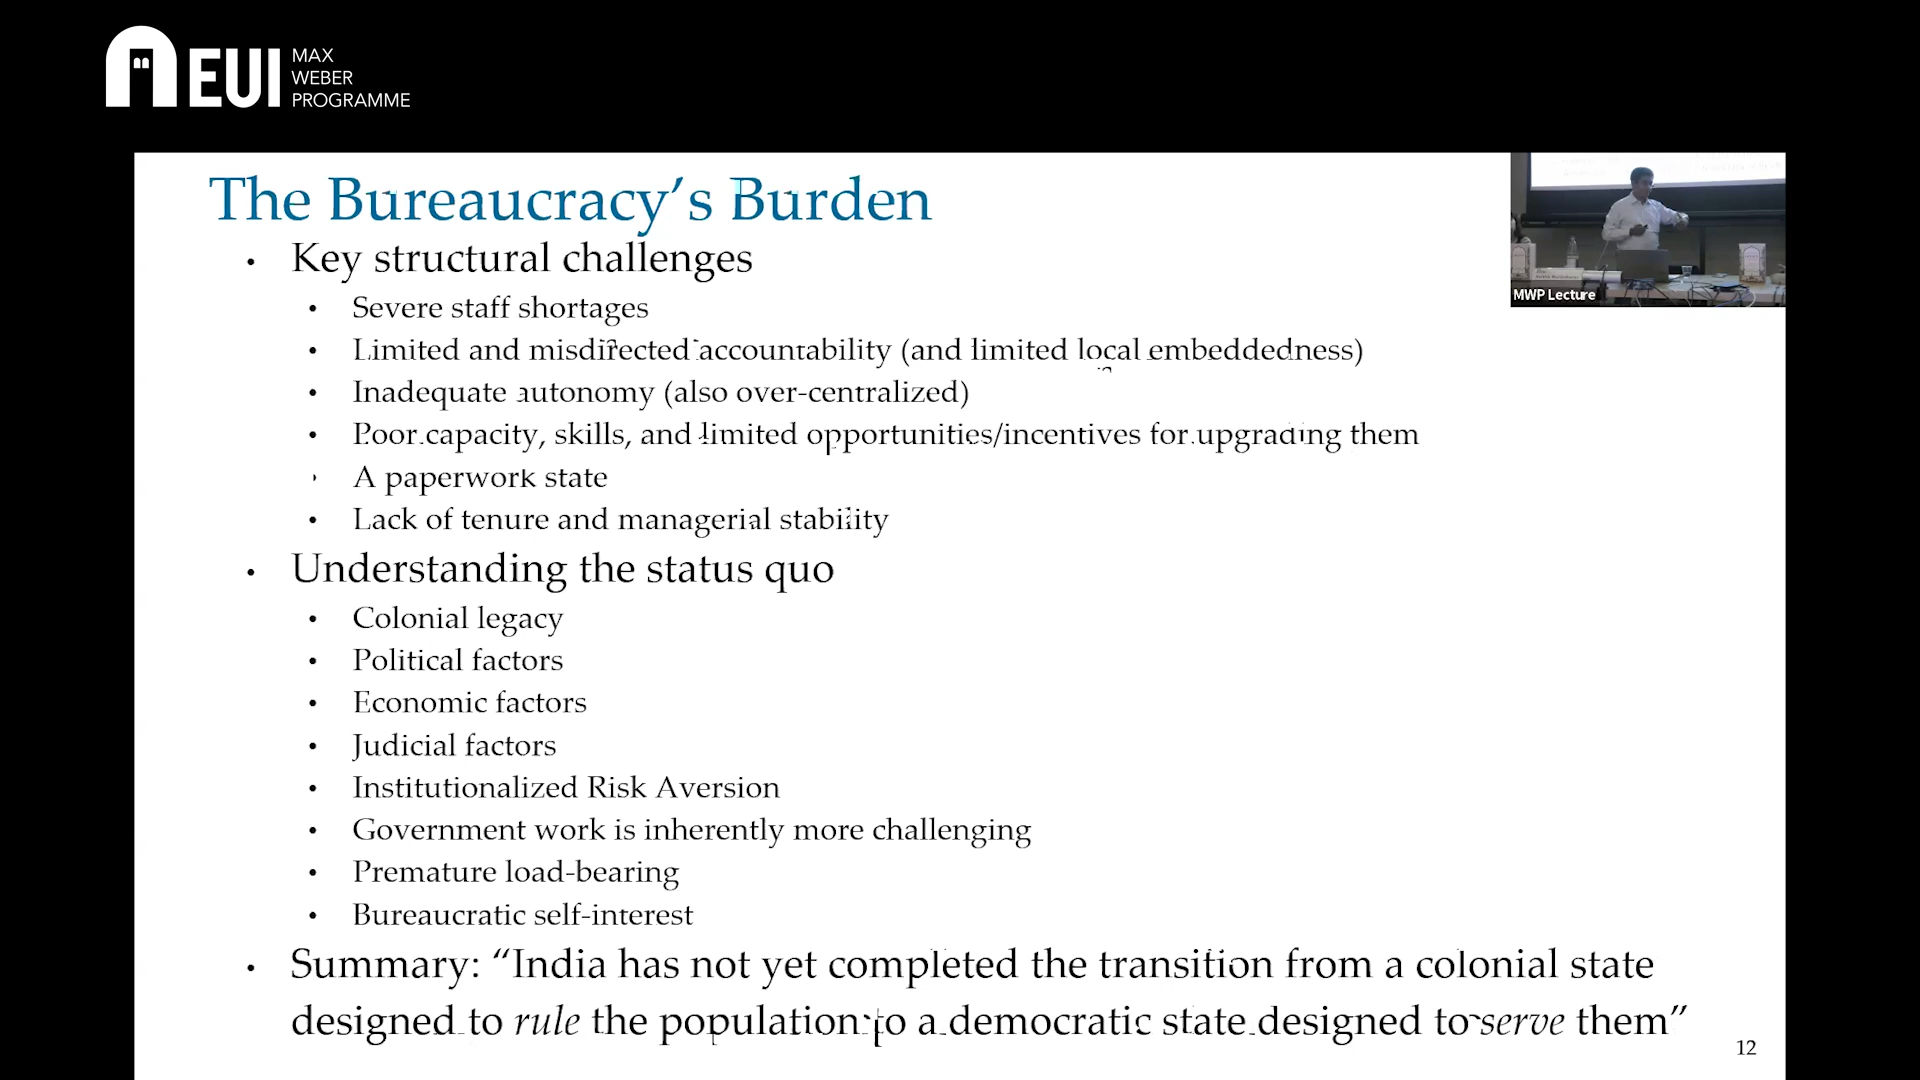 EUI
MAX
WEBER
PROGRAMME
The Bureaucracy’s Burden
• Key structural challenges
• Severe staff shortages
• Limited and misdirected accountability (and limited local embeddedness)
• Inadequate autonomy (also over-centralized)
• Poor capacity, skills, and limited opportunities/incentives for upgrading them
• A paperwork state
• Lack of tenure and managerial stability
• Understanding the status quo
• Colonial legacy
• Political factors
• Economic factors
• Judicial factors
• Institutionalized Risk Aversion
• Government work is inherently more challenging
• Premature load-bearing
• Bureaucratic self-interest
• Summary: “India has not yet completed the transition from a colonial state
designed to rule the population to a democratic state designed to serve them”
12
MWP Lecture